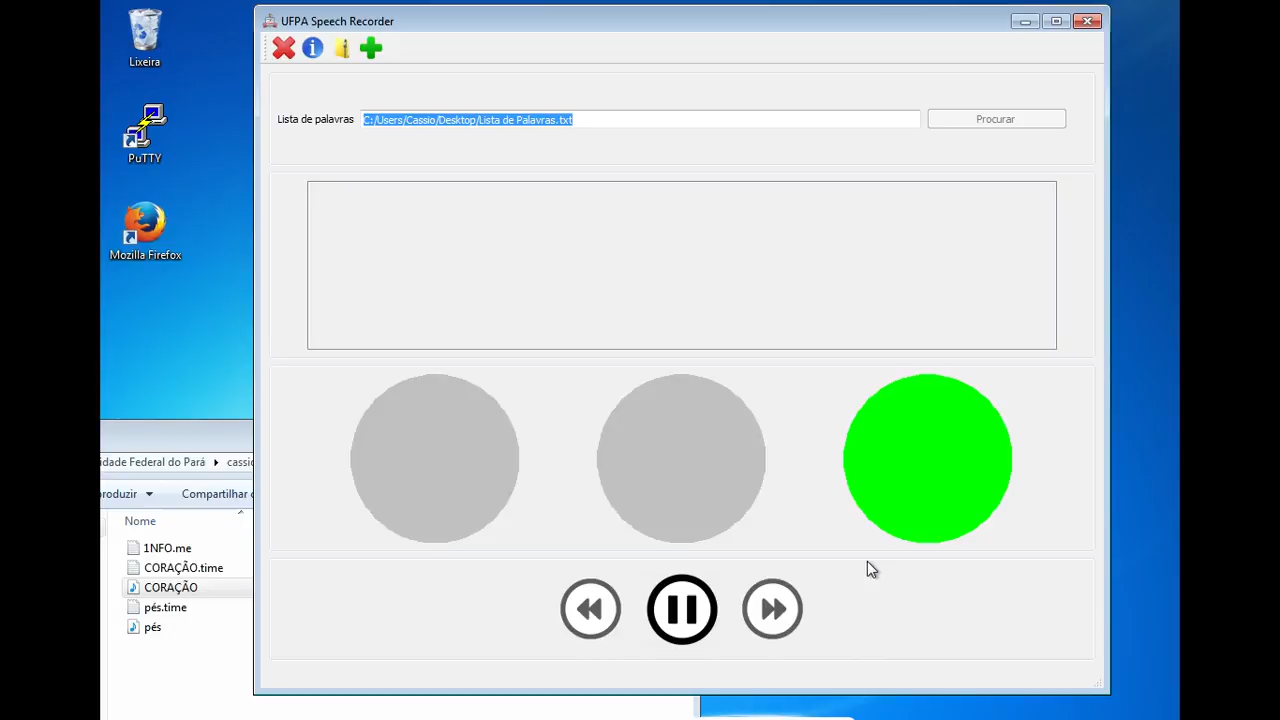 Lixeira
PuTTY
Mozilla Firefox
UFPA Speech Recorder
Lista de palavras
C:/Users/Cassio/Desktop/Lista de Palavras.txt
Procurar
idade Federal do Pará
cassio
roduzir
Compartilhar
Nome
1NFO.me
CORAÇÃO.time
CORAÇÃO
pés.time
pés